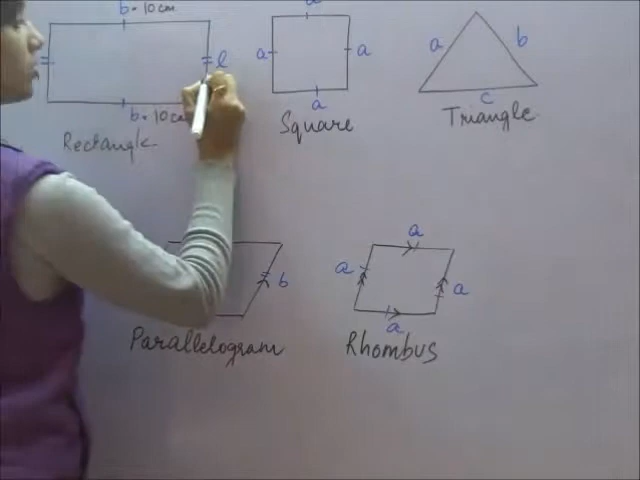 b = 10 cm
l
b = 10 cm
Rectangle
a
a
a
a
Square
a
b
c
Triangle
b
Parallelogram
a
a
a
a
Rhombus